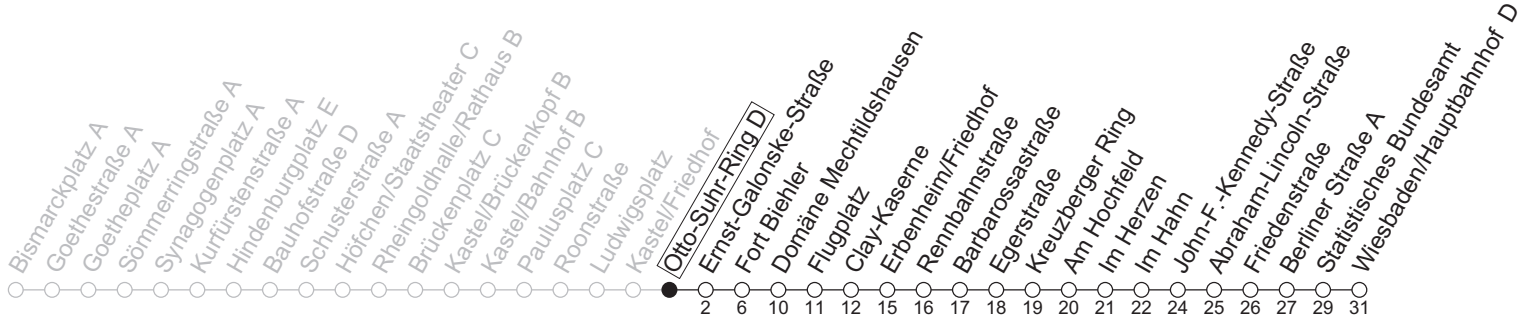 Bismarckplatz A
Goethestraße A
Goetheplatz A
Sömmerringstraße A
Synagogenplatz A
Kurfürstenstraße A
Hindenburgplatz E
Bauhofstraße D
Schusterstraße A
Höfchen/Staatstheater C
Rheingoldhalle/Rathaus B
Brückenplatz C
Kastel/Brückenkopf B
Kastel/Bahnhof B
Paulusplatz C
Roonstraße
Ludwigsplatz
Kastel/Friedhof
Otto-Suhr-Ring D
Ernst-Galonske-Straße
Fort Biehler
Domäne Mechtildshausen
Flugplatz
Clay-Kaserne
Erbenheim/Friedhof
Rennbahnstraße
Barbarossastraße
Egerstraße
Kreuzberger Ring
Am Hochfeld
Im Herzen
Im Hahn
John-F.-Kennedy-Straße
Abraham-Lincoln-Straße
Friedenstraße
Berliner Straße A
Statistisches Bundesamt
Wiesbaden/Hauptbahnhof D
2 6 10 11 12 15 16 17 18 19 20 21 22 24 25 26 27 29 31